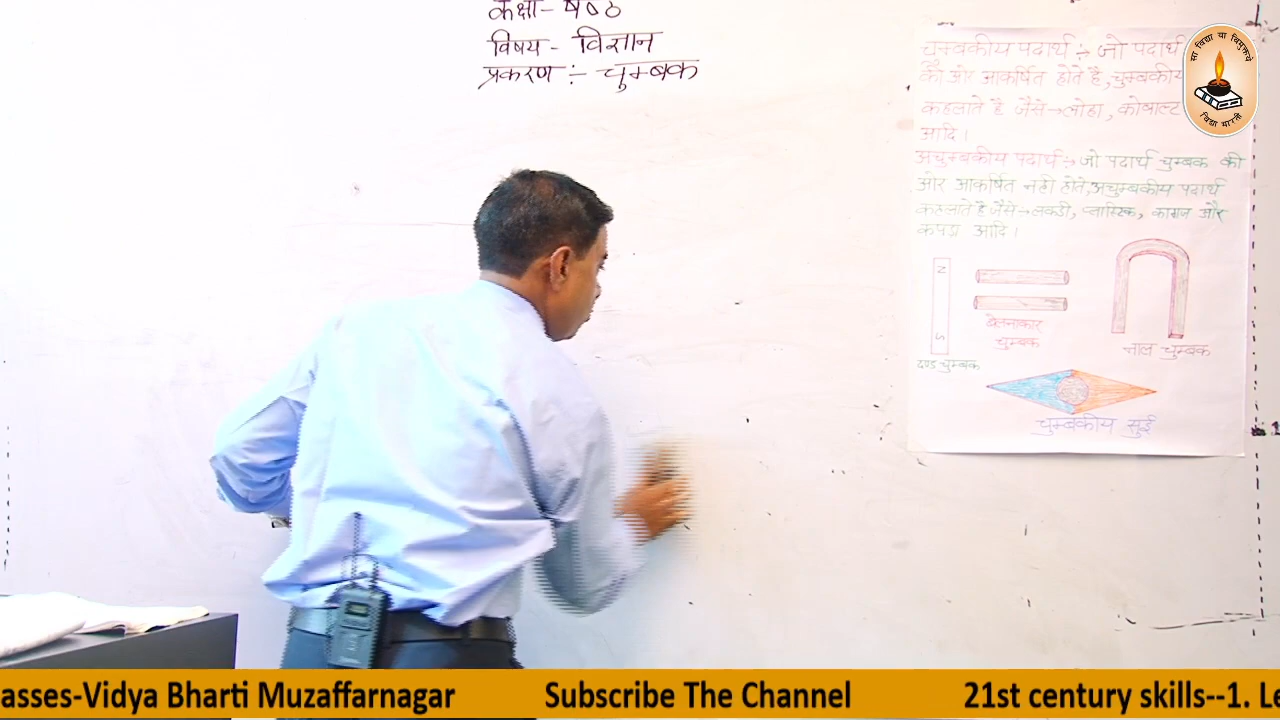 कक्षा- षष्ठ
विषय - विज्ञान
प्रकरण :- चुम्बक
चुम्बकीय पदार्थ :- जो पदार्थ
की ओर आकर्षित होते है, चुम्बकीय
कहलाते है जैसे→लोहा, कोबाल्ट
आदि।
अचुम्बकीय पदार्थ :- जो पदार्थ चुम्बक की
ओर आकर्षित नही होते,अचुम्बकीय पदार्थ
कहलाते है जैसे→लकडी, प्लास्टिक, कागज और
कपडा आदि।
N
S
दण्ड चुम्बक
बेलनाकार
चुम्बक
नाल चुम्बक
चुम्बकीय सुई
सा विद्या या विमुक्तये
विद्या भारती
asses-Vidya Bharti Muzaffarnagar Subscribe The Channel 21st century skills--1. Le